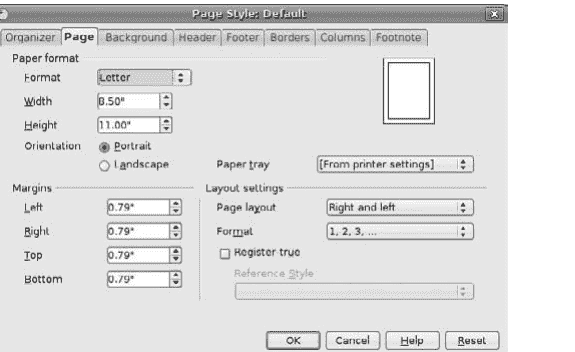 Page Style: Default
Organizer Page Background Header Footer Borders Columns Footnote
Paper format
Format Letter
Width 8.50"
Height 11.00"
Orientation Portrait
Landscape Paper tray [From printer settings]
Margins Layout settings
Left 0.79" Page layout Right and left
Right 0.79" Format 1, 2, 3, ...
Top 0.79" Register-true
Bottom 0.79" Reference Style
OK Cancel Help Reset